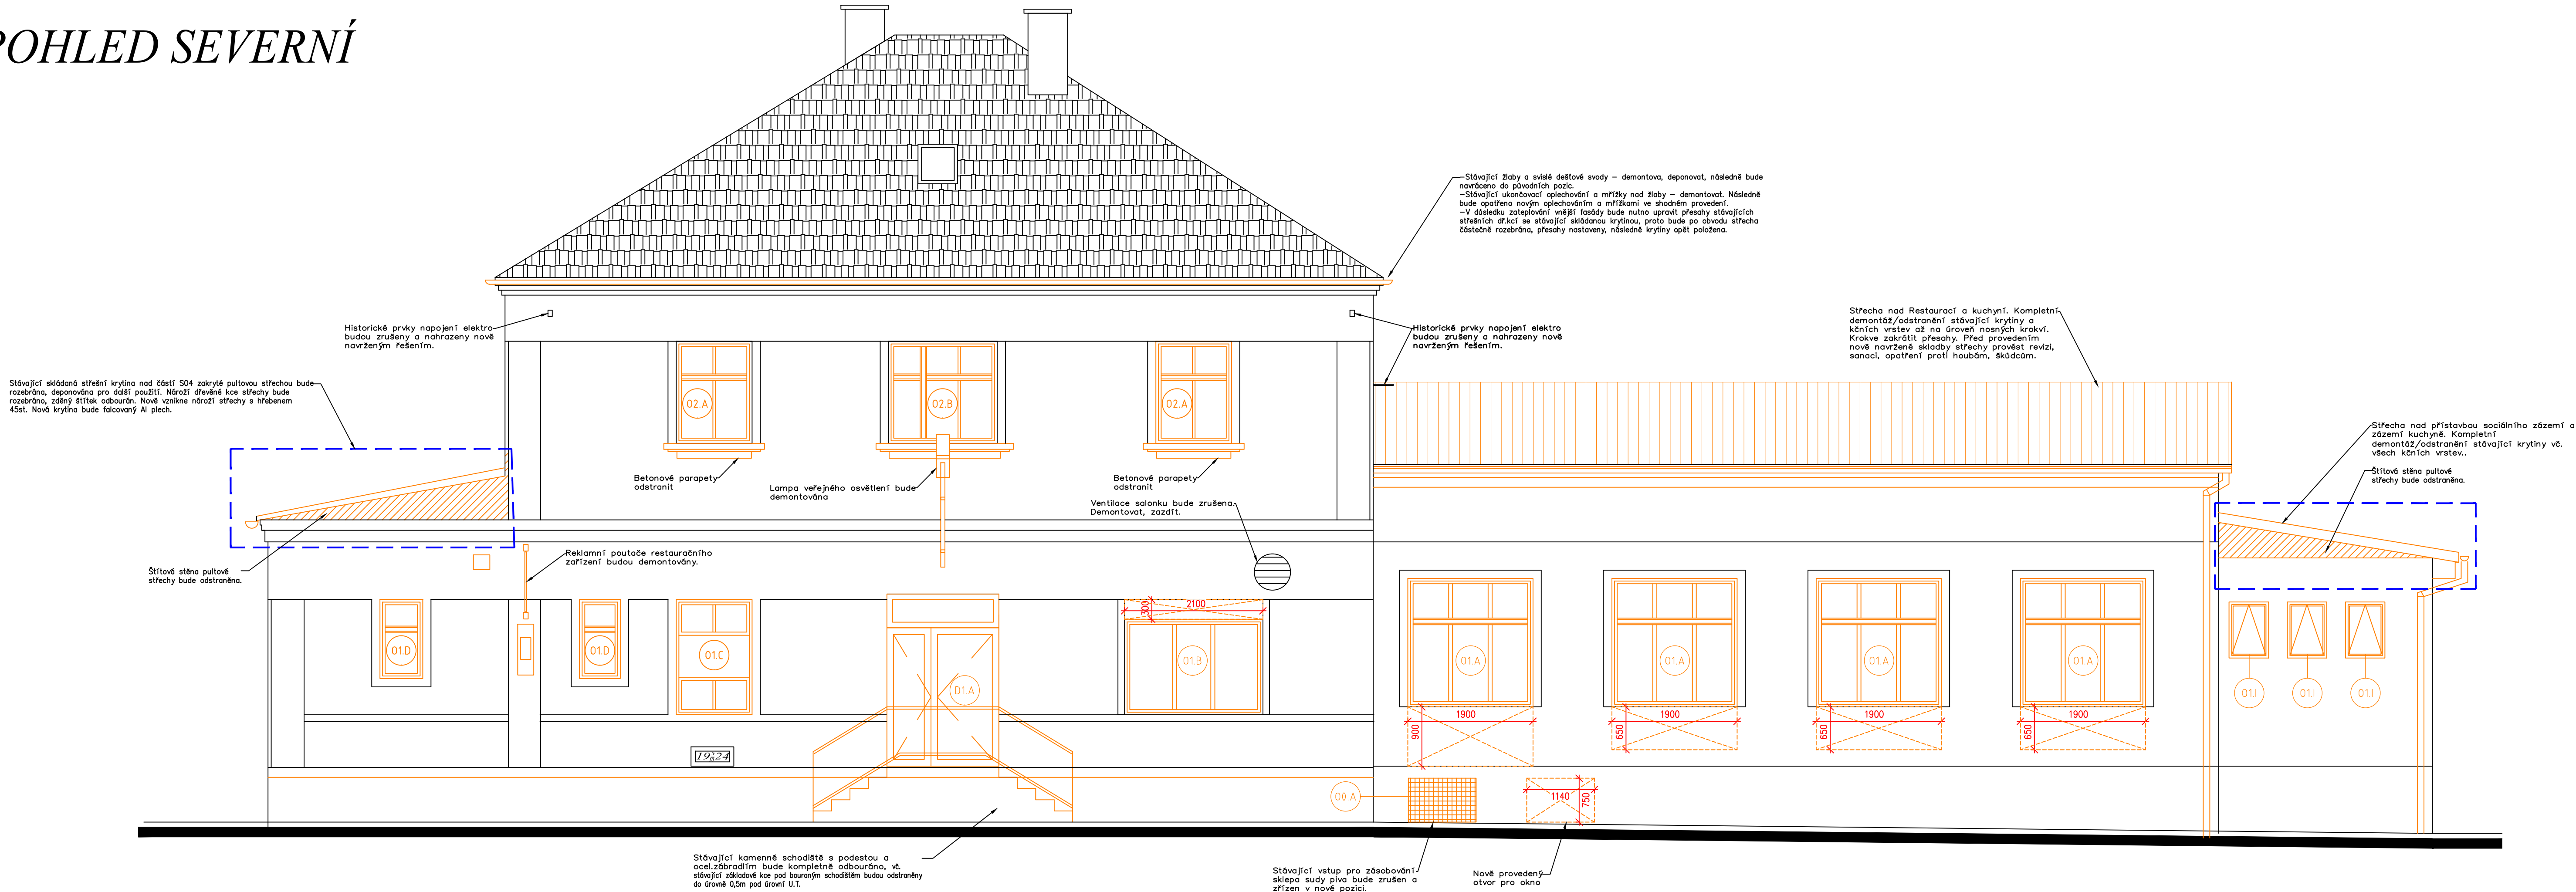 POHLED SEVERNÍ
-Stávající žlaby a svislé dešťové svody - demontova, deponovat, následně bude
navráceno do původních pozic.
-Stávající ukončovací oplechování a mřížky nad žlaby - demontovat. Následně
bude opatřeno novým oplechováním a mřížkami ve shodném provedení.
-V důsledku zateplování vnější fasády bude nutno upravit přesahy stávajících
střešních dř.kcí se stávající skládanou krytinou, proto bude po obvodu střecha
částečně rozebrána, přesahy nastaveny, následně krytiny opět položena.
Historické prvky napojení elektro
budou zrušeny a nahrazeny nově
navrženým řešením.
Historické prvky napojení elektro
budou zrušeny a nahrazeny nově
navrženým řešením.
Střecha nad Restaurací a kuchyní. Kompletní
demontáž/odstranění stávající krytiny a
kčních vrstev až na úroveň nosných krokví.
Krokve zakrátit přesahy. Před provedením
nově navržené skladby střechy provést revizi,
sanaci, opatření proti houbám, škůdcům.
Stávající skládaná střešní krytina nad částí S04 zakryté pultovou střechou bude
rozebrána, deponována pro další použití. Nároží dřevěné kce střechy bude
rozebráno, zděný štítek odbourán. Nově vznikne nároží střechy s hřebenem
45st. Nová krytina bude falcovaný Al plech.
02.A
02.B
02.A
Střecha nad přístavbou sociálního zázemí a
zázemí kuchyně. Kompletní
demontáž/odstranění stávající krytiny vč.
všech kčních vrstev..
Štítová stěna pultové
střechy bude odstraněna.
Betonové parapety
odstranit
Lampa veřejného osvětlení bude
demontována
Betonové parapety
odstranit
Ventilace salonku bude zrušena.
Demontovat, zazdít.
Reklamní poutače restauračního
zařízení budou demontovány.
Štítová stěna pultové
střechy bude odstraněna.
300
2100
01.D
01.D
01.C
D1.A
01.B
01.A
01.A
01.A
01.A
01.I
01.I
01.I
1900
900
1900
650
1900
650
1900
650
1924
00.A
1140
750
Stávající kamenné schodiště s podestou a
ocel.zábradlím bude kompletně odbouráno, vč.
stávající základové kce pod bouraným schodištěm budou odstraněny
do úrovně 0,5m pod úrovní U.T.
Stávající vstup pro zásobování
sklepa sudy piva bude zrušen a
zřízen v nové pozici.
Nově provedený
otvor pro okno